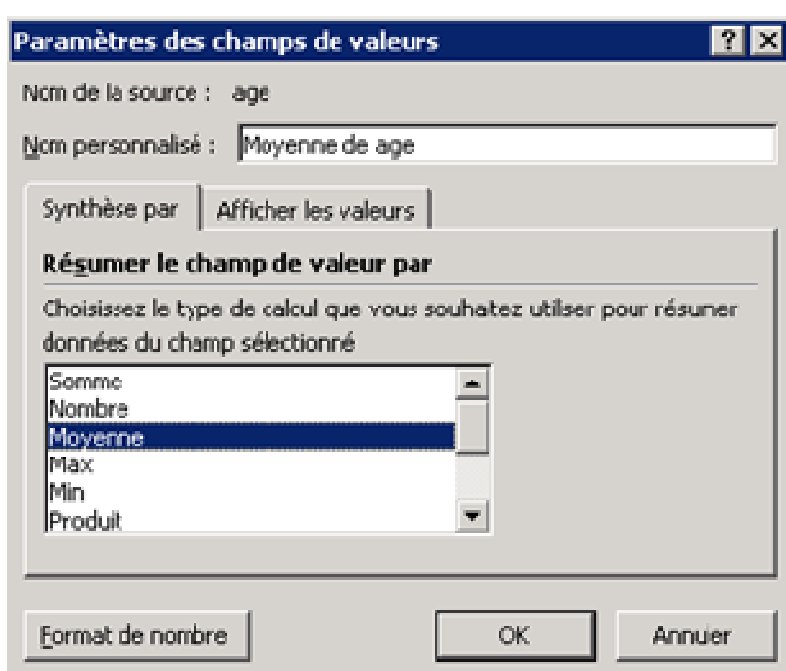 Paramètres des champs de valeurs
Nom de la source : age
Nom personnalisé : Moyenne de age
Synthèse par
Afficher les valeurs
Résumer le champ de valeur par
Choisissez le type de calcul que vous souhatez utilser pour résumer
données du champ sélectionné
Somme
Nombre
Moyenne
Max
Min
Produit
Format de nombre
OK
Annuler